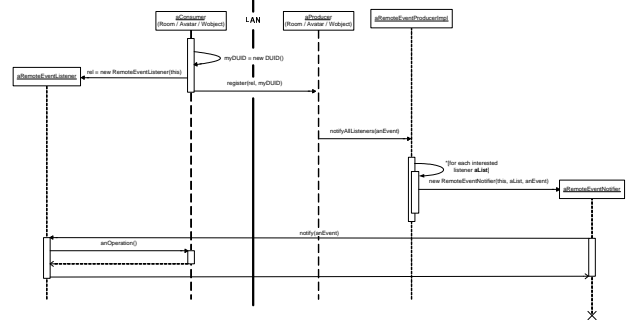 aConsumer
(Room / Avatar / Wobject)
LAN
aProducer
(Room / Avatar / Wobject)
aRemoteEventProducerImpl
myDUID = new DUID()
aRemoteEventListener
rel = new RemoteEventListener(this)
register(rel, myDUID)
notifyAllListeners(anEvent)
*[for each interested
listener aList]
new RemoteEventNotifier(this, aList, anEvent)
aRemoteEventNotifier
notify(anEvent)
anOperation()